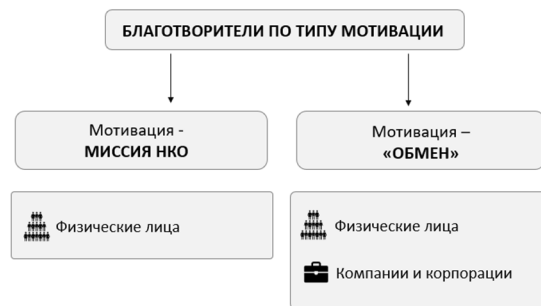 БЛАГОТВОРИТЕЛИ ПО ТИПУ МОТИВАЦИИ
Мотивация -
МИССИЯ НКО
Мотивация –
«ОБМЕН»
Физические лица
Физические лица
Компании и корпорации